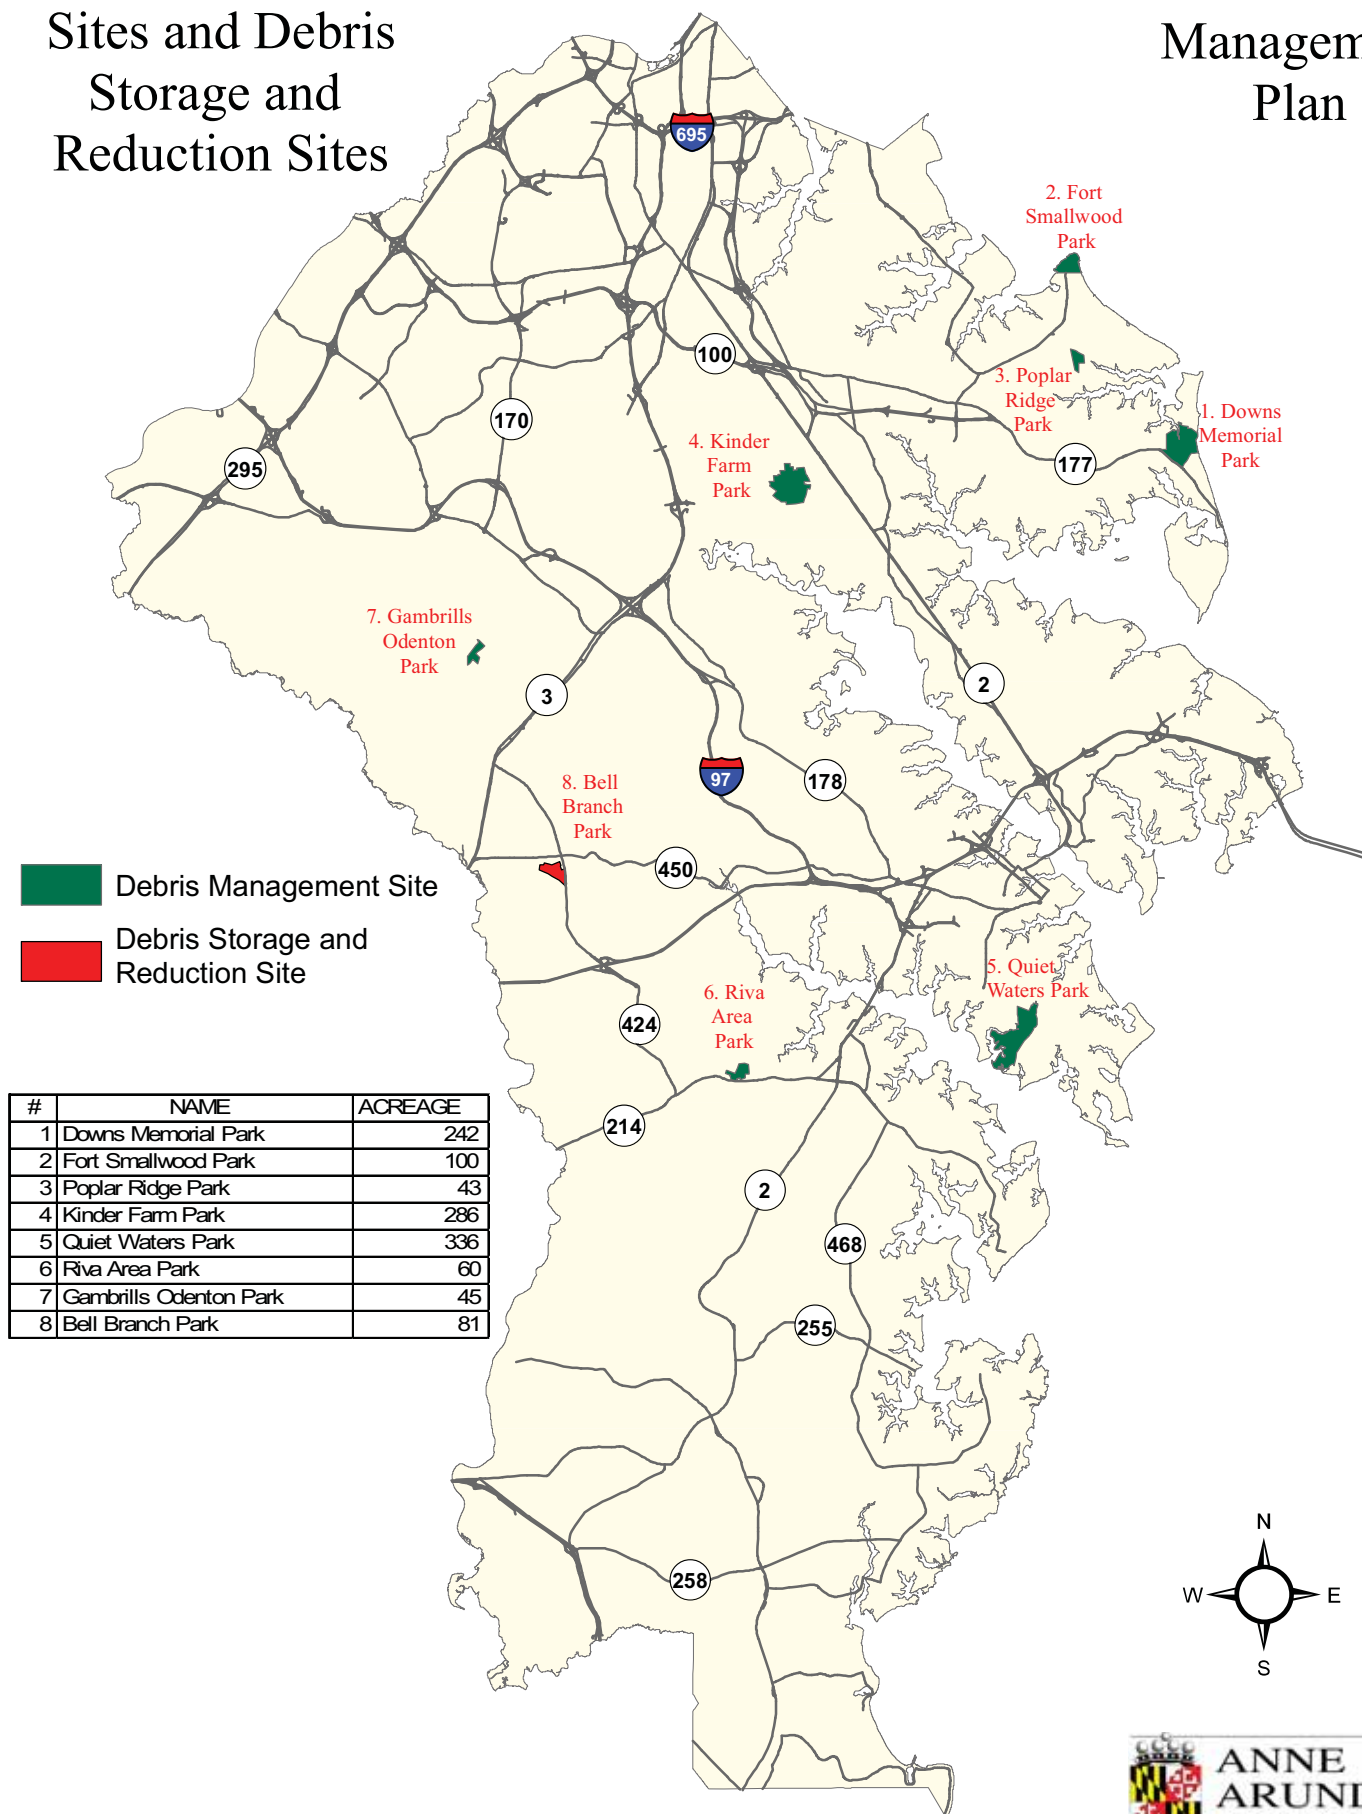 Sites and Debris
Storage and
Reduction Sites
Managem
Plan
695
2. Fort
Smallwood
Park
100
3. Poplar
Ridge
Park
1. Downs
Memorial
Park
170
4. Kinder
Farm
Park
177
295
7. Gambrills
Odenton
Park
3
2
97
178
8. Bell
Branch
Park
450
Debris Management Site
Debris Storage and
Reduction Site
5. Quiet
Waters Park
6. Riva
Area
Park
424
214
# NAME ACREAGE
1 Downs Memorial Park 242
2 Fort Smallwood Park 100
3 Poplar Ridge Park 43
4 Kinder Farm Park 286
5 Quiet Waters Park 336
6 Riva Area Park 60
7 Gambrills Odenton Park 45
8 Bell Branch Park 81
2
468
255
258
N
W E
S
ANNE
ARUND